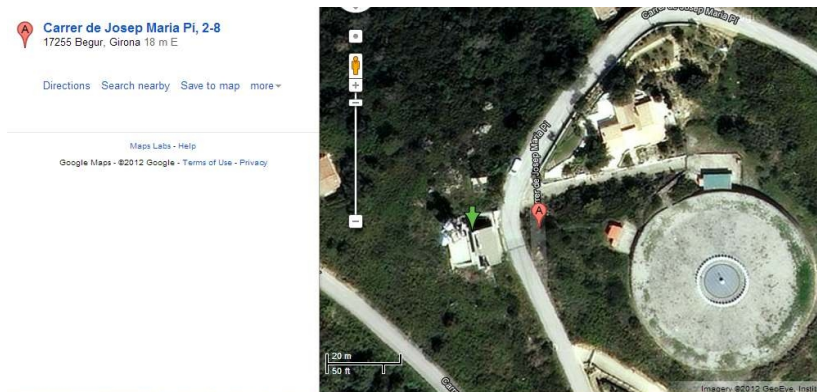 A
Carrer de Josep Maria Pi, 2-8
17255 Begur, Girona 18 m E
Directions Search nearby Save to map more
Maps Labs - Help
Google Maps - ©2012 Google - Terms of Use - Privacy
Carrer de Josep Maria Pi
Carrer de Josep Maria Pi
A
20 m
50 ft
Imagery ©2012 GeoEye, Instit